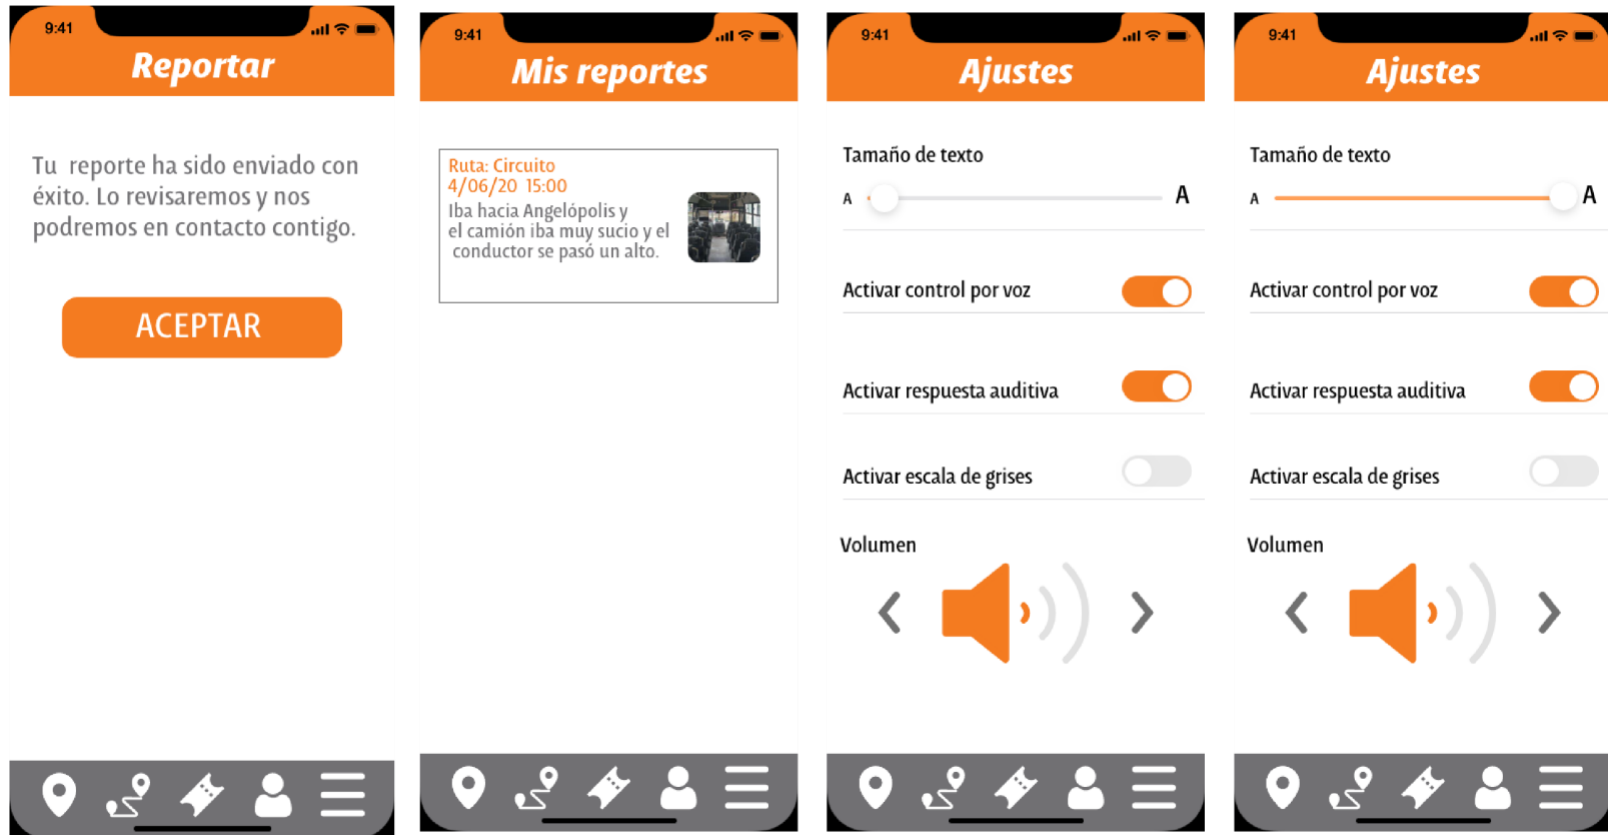 9:41
Reportar
Tu reporte ha sido enviado con
éxito. Lo revisaremos y nos
podremos en contacto contigo.
ACEPTAR
9:41
Mis reportes
Ruta: Circuito
4/06/20 15:00
Iba hacia Angelópolis y
el camión iba muy sucio y el
conductor se pasó un alto.
9:41
Ajustes
Tamaño de texto
A A
Activar control por voz
Activar respuesta auditiva
Activar escala de grises
Volumen
9:41
Ajustes
Tamaño de texto
A A
Activar control por voz
Activar respuesta auditiva
Activar escala de grises
Volumen